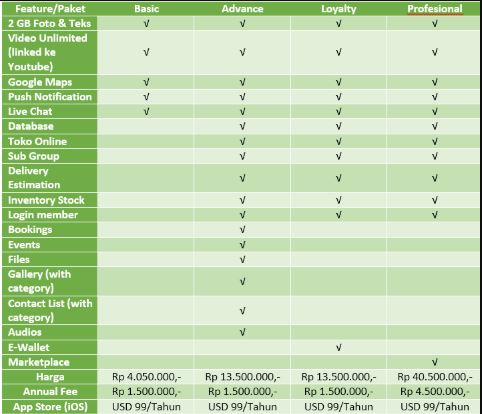 Feature/Paket Basic Advance Loyalty Profesional
2 GB Foto & Teks √ √ √ √
Video Unlimited
(linked ke √ √ √ √
Youtube)
Google Maps √ √ √ √
Push Notification √ √ √ √
Live Chat √ √ √ √
Database √ √ √
Toko Online √ √ √
Sub Group √ √ √
Delivery √ √ √
Estimation
Inventory Stock √ √ √
Login member √ √ √
Bookings √
Events √
Files √
Gallery (with √
category)
Contact List (with √
category)
Audios √
E-Wallet √
Marketplace √
Harga Rp 4.050.000,- Rp 13.500.000,- Rp 13.500.000,- Rp 40.500.000,-
Annual Fee Rp 1.500.000,- Rp 1.500.000,- Rp 1.500.000,- Rp 4.500.000,-
App Store (iOS) USD 99/Tahun USD 99/Tahun USD 99/Tahun USD 99/Tahun